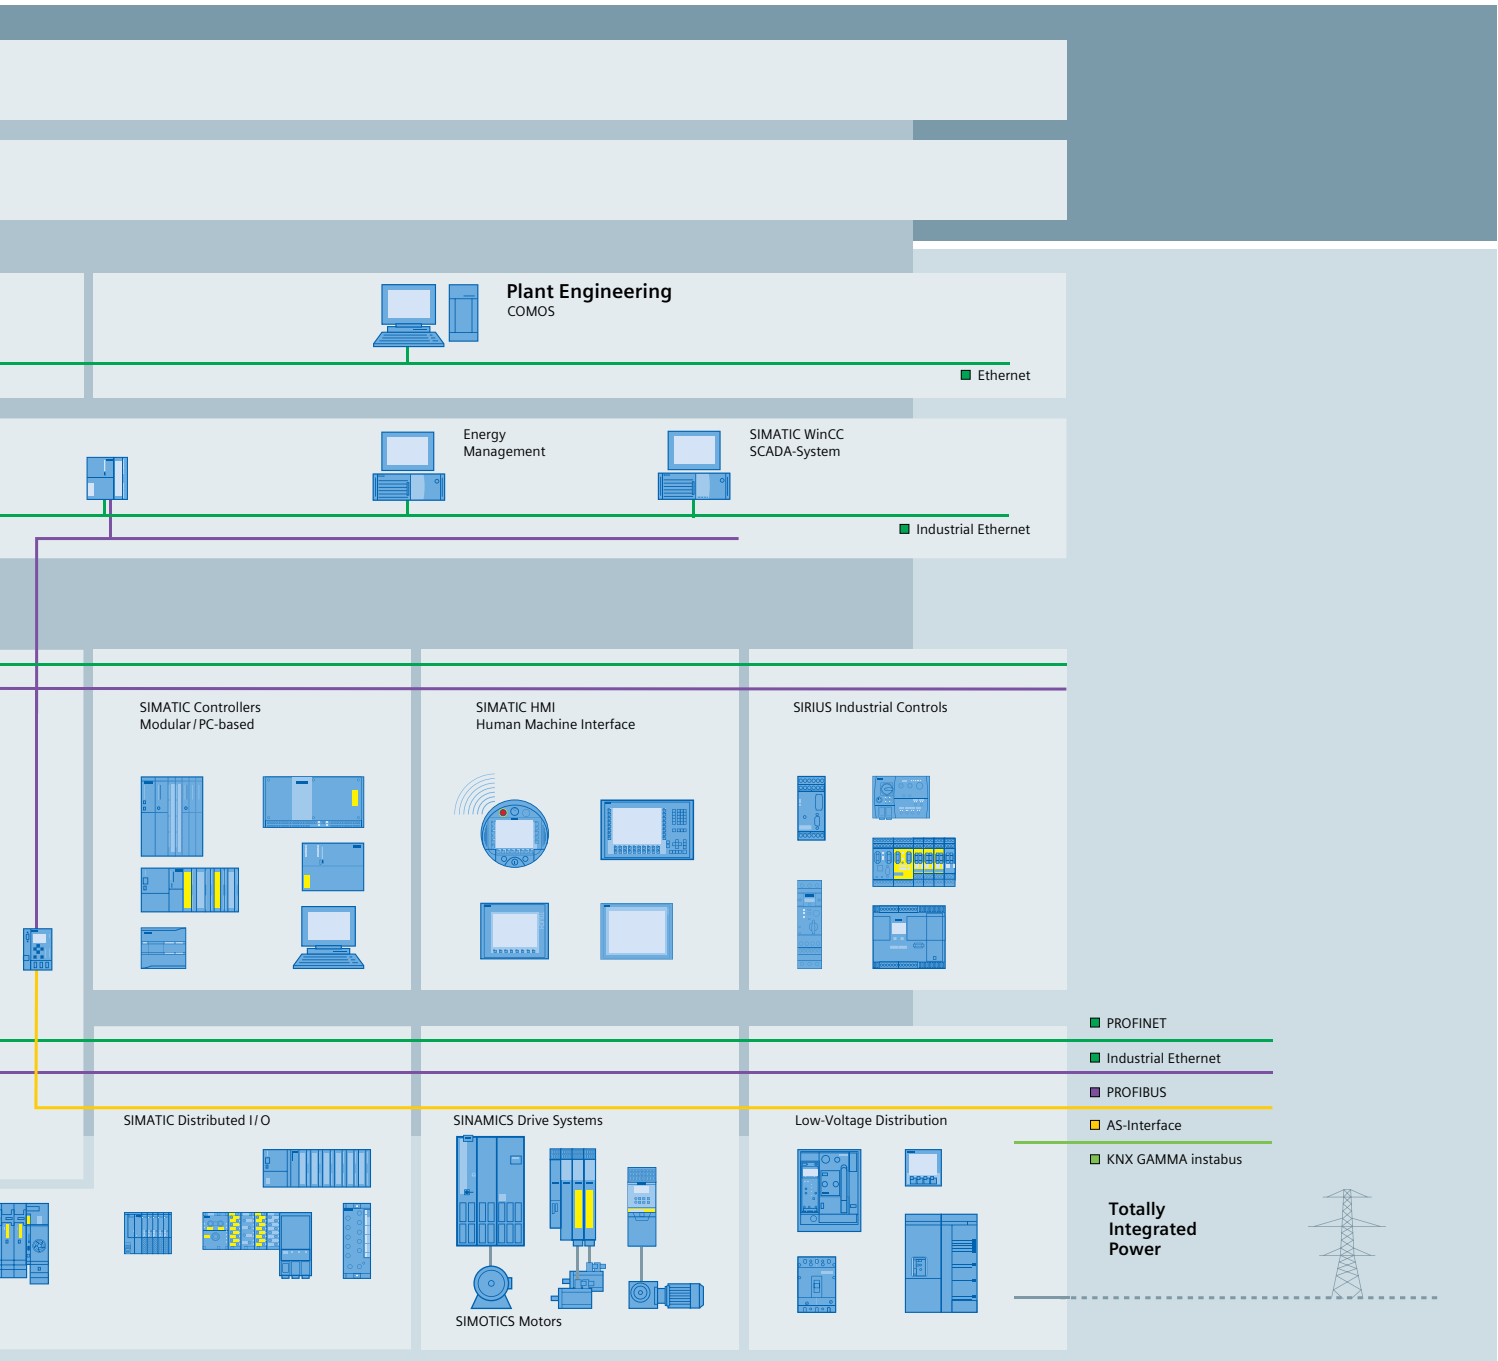 Plant Engineering
COMOS
Ethernet
Energy
Management
SIMATIC WinCC
SCADA-System
Industrial Ethernet
SIMATIC Controllers
Modular/PC-based
SIMATIC HMI
Human Machine Interface
SIRIUS Industrial Controls
PROFINET
Industrial Ethernet
PROFIBUS
AS-Interface
KNX GAMMA instabus
SIMATIC Distributed I/O
SINAMICS Drive Systems
Low-Voltage Distribution
SIMOTICS Motors
Totally
Integrated
Power